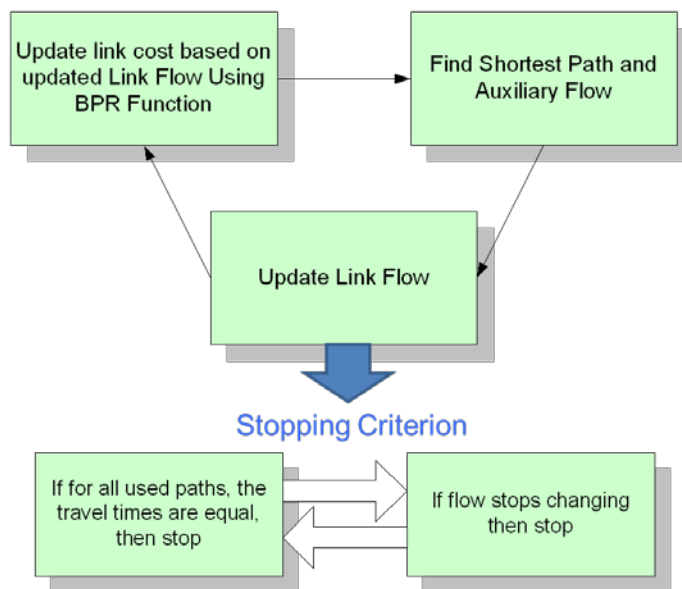 Update link cost based on
updated Link Flow Using
BPR Function
Find Shortest Path and
Auxiliary Flow
Update Link Flow
Stopping Criterion
If for all used paths, the
travel times are equal,
then stop
If flow stops changing
then stop